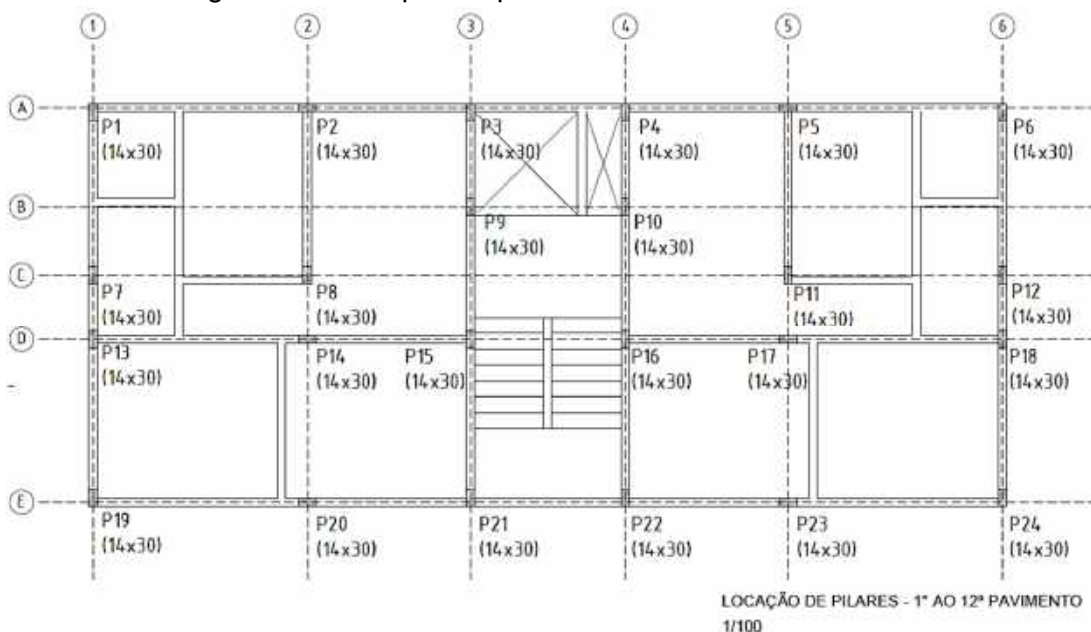 1 2 3 4 5 6
A
P1 P2 P3 P4 P5 P6
(14x30) (14x30) (14x30) (14x30) (14x30) (14x30)
B
P9 P10
(14x30) (14x30)
C
P7 P8 P11 P12
(14x30) (14x30) (14x30) (14x30)
D
P13 P14 P15 P16 P17 P18
(14x30) (14x30) (14x30) (14x30) (14x30) (14x30)
E
P19 P20 P21 P22 P23 P24
(14x30) (14x30) (14x30) (14x30) (14x30) (14x30)
LOCAÇÃO DE PILARES - 1º AO 12º PAVIMENTO
1/100